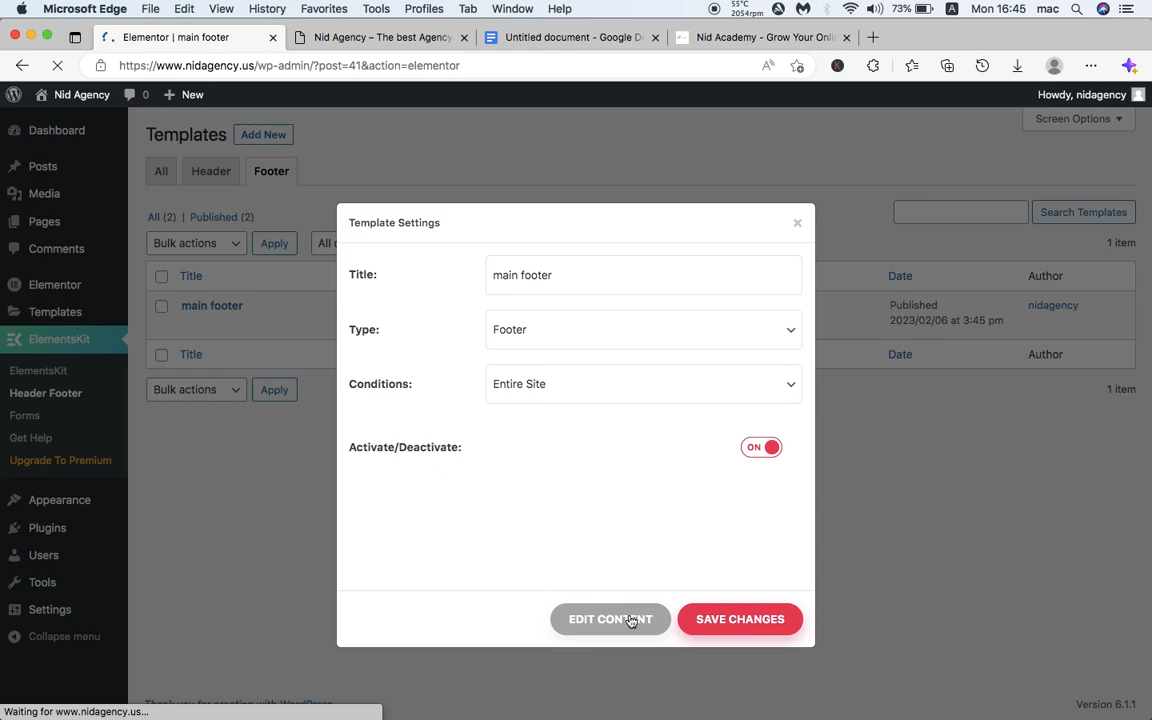 Microsoft Edge File Edit View History Favorites Tools Profiles Tab Window Help 55°C 2054rpm 73% A Mon 16:45 mac
Elementor | main footer
Nid Agency – The best Agency
Untitled document - Google D
Nid Academy - Grow Your Onli
https://www.nidagency.us/wp-admin/?post=41&action=elementor
Nid Agency 0 New Howdy, nidagency
Dashboard
Posts
Media
Pages
Comments
Elementor
Templates
ElementsKit
ElementsKit
Header Footer
Forms
Get Help
Upgrade To Premium
Appearance
Plugins
Users
Tools
Settings
Collapse menu
Screen Options
Templates Add New
All Header Footer
All (2) | Published (2) Search Templates
Bulk actions Apply 1 item
Title Date Author
main footer Published nidagency
2023/02/06 at 3:45 pm
Title Date Author
Bulk actions Apply 1 item
Template Settings ×
Title: main footer
Type: Footer
Conditions: Entire Site
Activate/Deactivate: ON
EDIT CONTENT SAVE CHANGES
Version 6.1.1
Waiting for www.nidagency.us...